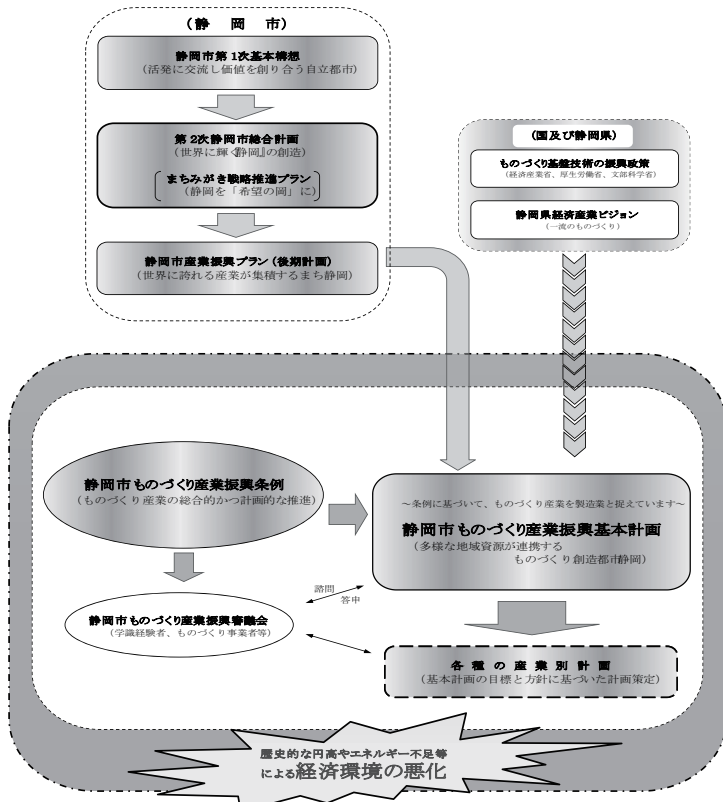 (静 岡 市)
静岡市第１次基本構想
(活発に交流し価値を創り合う自立都市)
第２次静岡市総合計画
(世界に輝く『静岡』の創造)
まちみがき戦略推進プラン
(静岡を「希望の岡」に)
静岡市産業振興プラン(後期計画)
(世界に誇れる産業が集積するまち静岡)
(国及び静岡県)
ものづくり基盤技術の振興政策
(経済産業省、厚生労働省、文部科学省)
静岡県経済産業ビジョン
(一流のものづくり)
静岡市ものづくり産業振興条例
(ものづくり産業の総合的かつ計画的な推進)
～条例に基づいて、ものづくり産業を製造業と捉えています～
静岡市ものづくり産業振興基本計画
(多様な地域資源が連携する
ものづくり創造都市静岡)
諮問
答申
静岡市ものづくり産業振興審議会
(学識経験者、ものづくり事業者等)
各種の産業別計画
(基本計画の目標と方針に基づいた計画策定)
歴史的な円高やエネルギー不足等
による経済環境の悪化